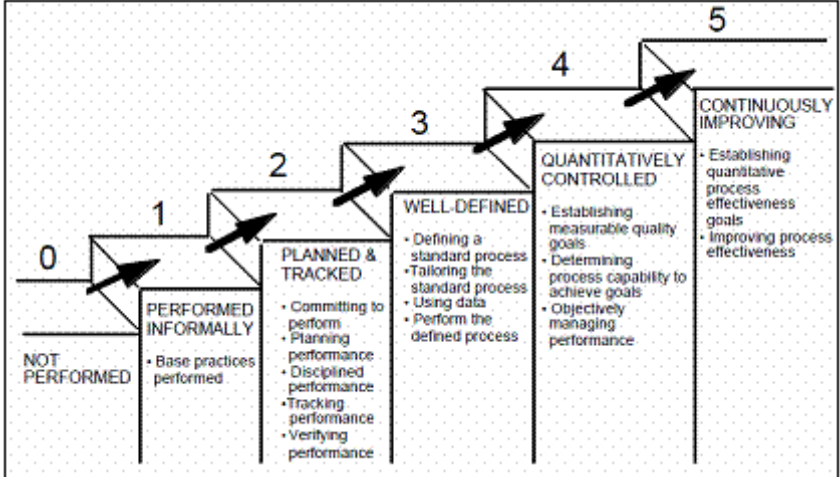 0
NOT
PERFORMED
1
PERFORMED
INFORMALLY
• Base practices
performed
2
PLANNED &
TRACKED
• Committing to
perform
• Planning
performance
• Disciplined
performance
•Tracking
performance
• Verifying
performance
3
WELL-DEFINED
• Defining a
standard process
•Tailoring the
standard process
• Using data
• Perform the
defined process
4
QUANTITATIVELY
CONTROLLED
• Establishing
measurable quality
goals
• Determining
process capability to
achieve goals
• Objectively
managing
performance
5
CONTINUOUSLY
IMPROVING
• Establishing
quantitative
process
effectiveness
goals
• Improving process
effectiveness